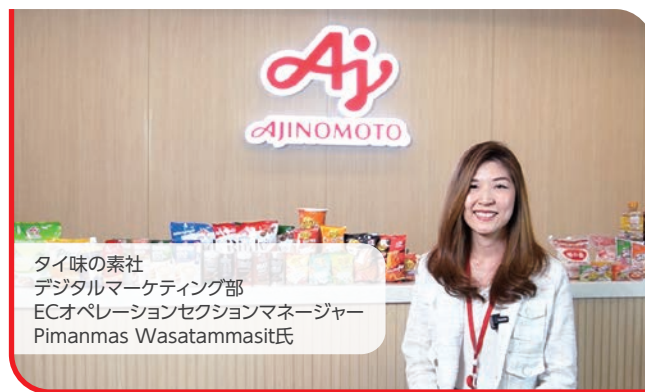 Aj
AJINOMOTO
タイ味の素社
デジタルマーケティング部
ECオペレーションセクションマネージャー
Pimanmas Wasatammasit氏